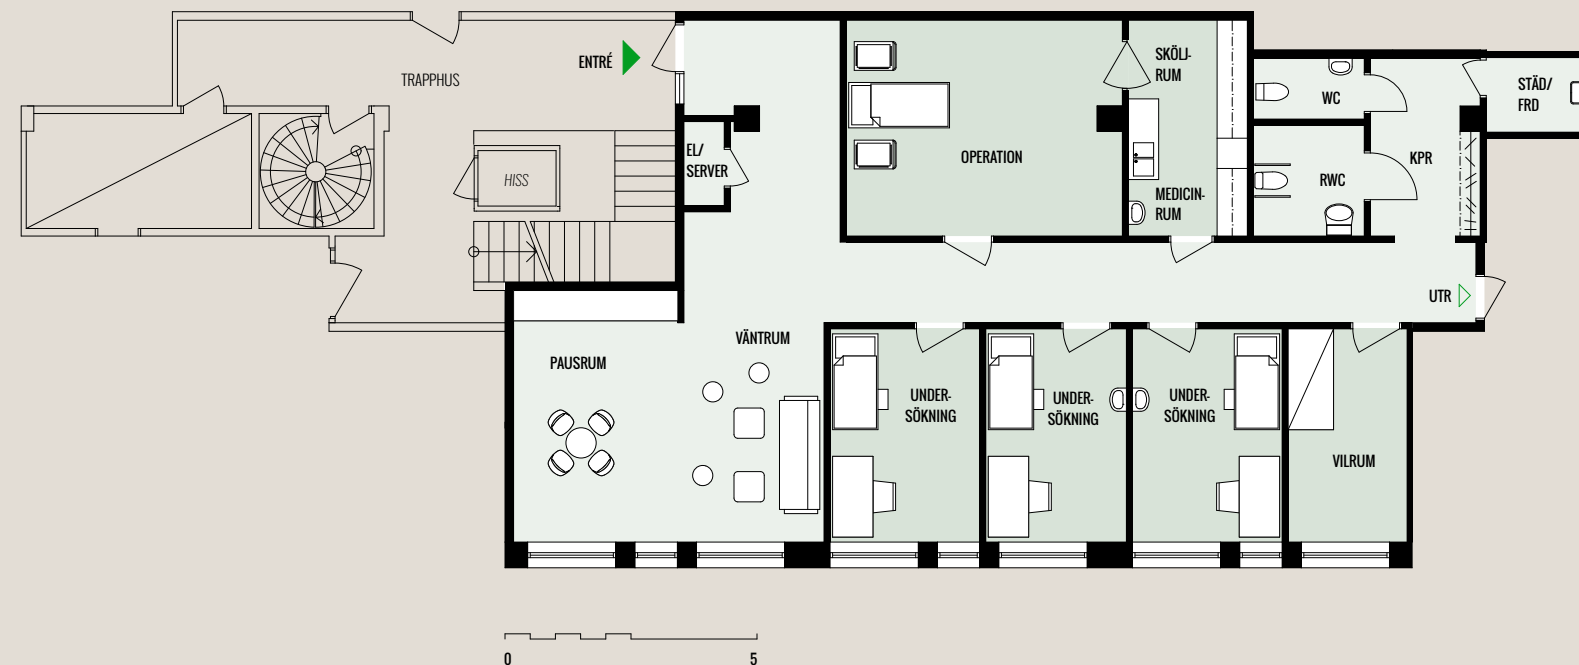 ENTRÉ
TRAPPHUS
HISS
EL/
SERVER
OPERATION
SKÖLJ-
RUM
MEDICIN-
RUM
WC
RWC
KPR
STÄD/
FRD
UTR
PAUSRUM
VÄNTRUM
UNDER-
SÖKNING
UNDER-
SÖKNING
UNDER-
SÖKNING
VILRUM
0 5